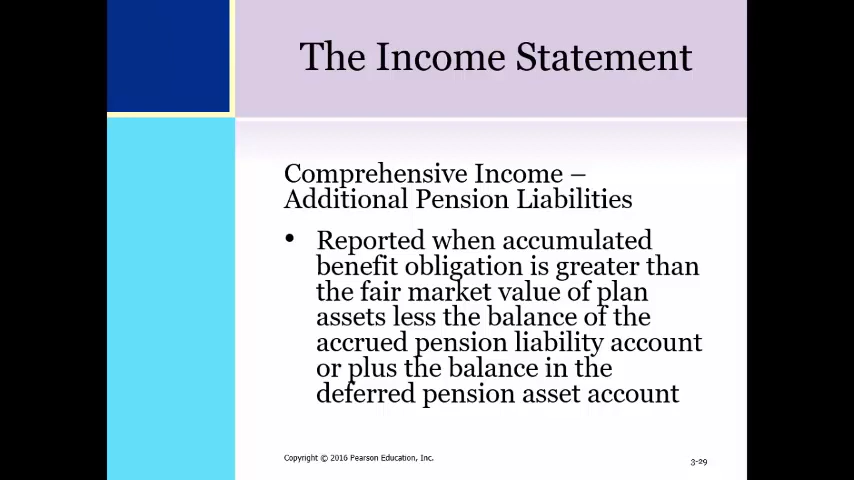 The Income Statement
Comprehensive Income –
Additional Pension Liabilities
• Reported when accumulated
benefit obligation is greater than
the fair market value of plan
assets less the balance of the
accrued pension liability account
or plus the balance in the
deferred pension asset account
Copyright © 2016 Pearson Education, Inc.
3-29